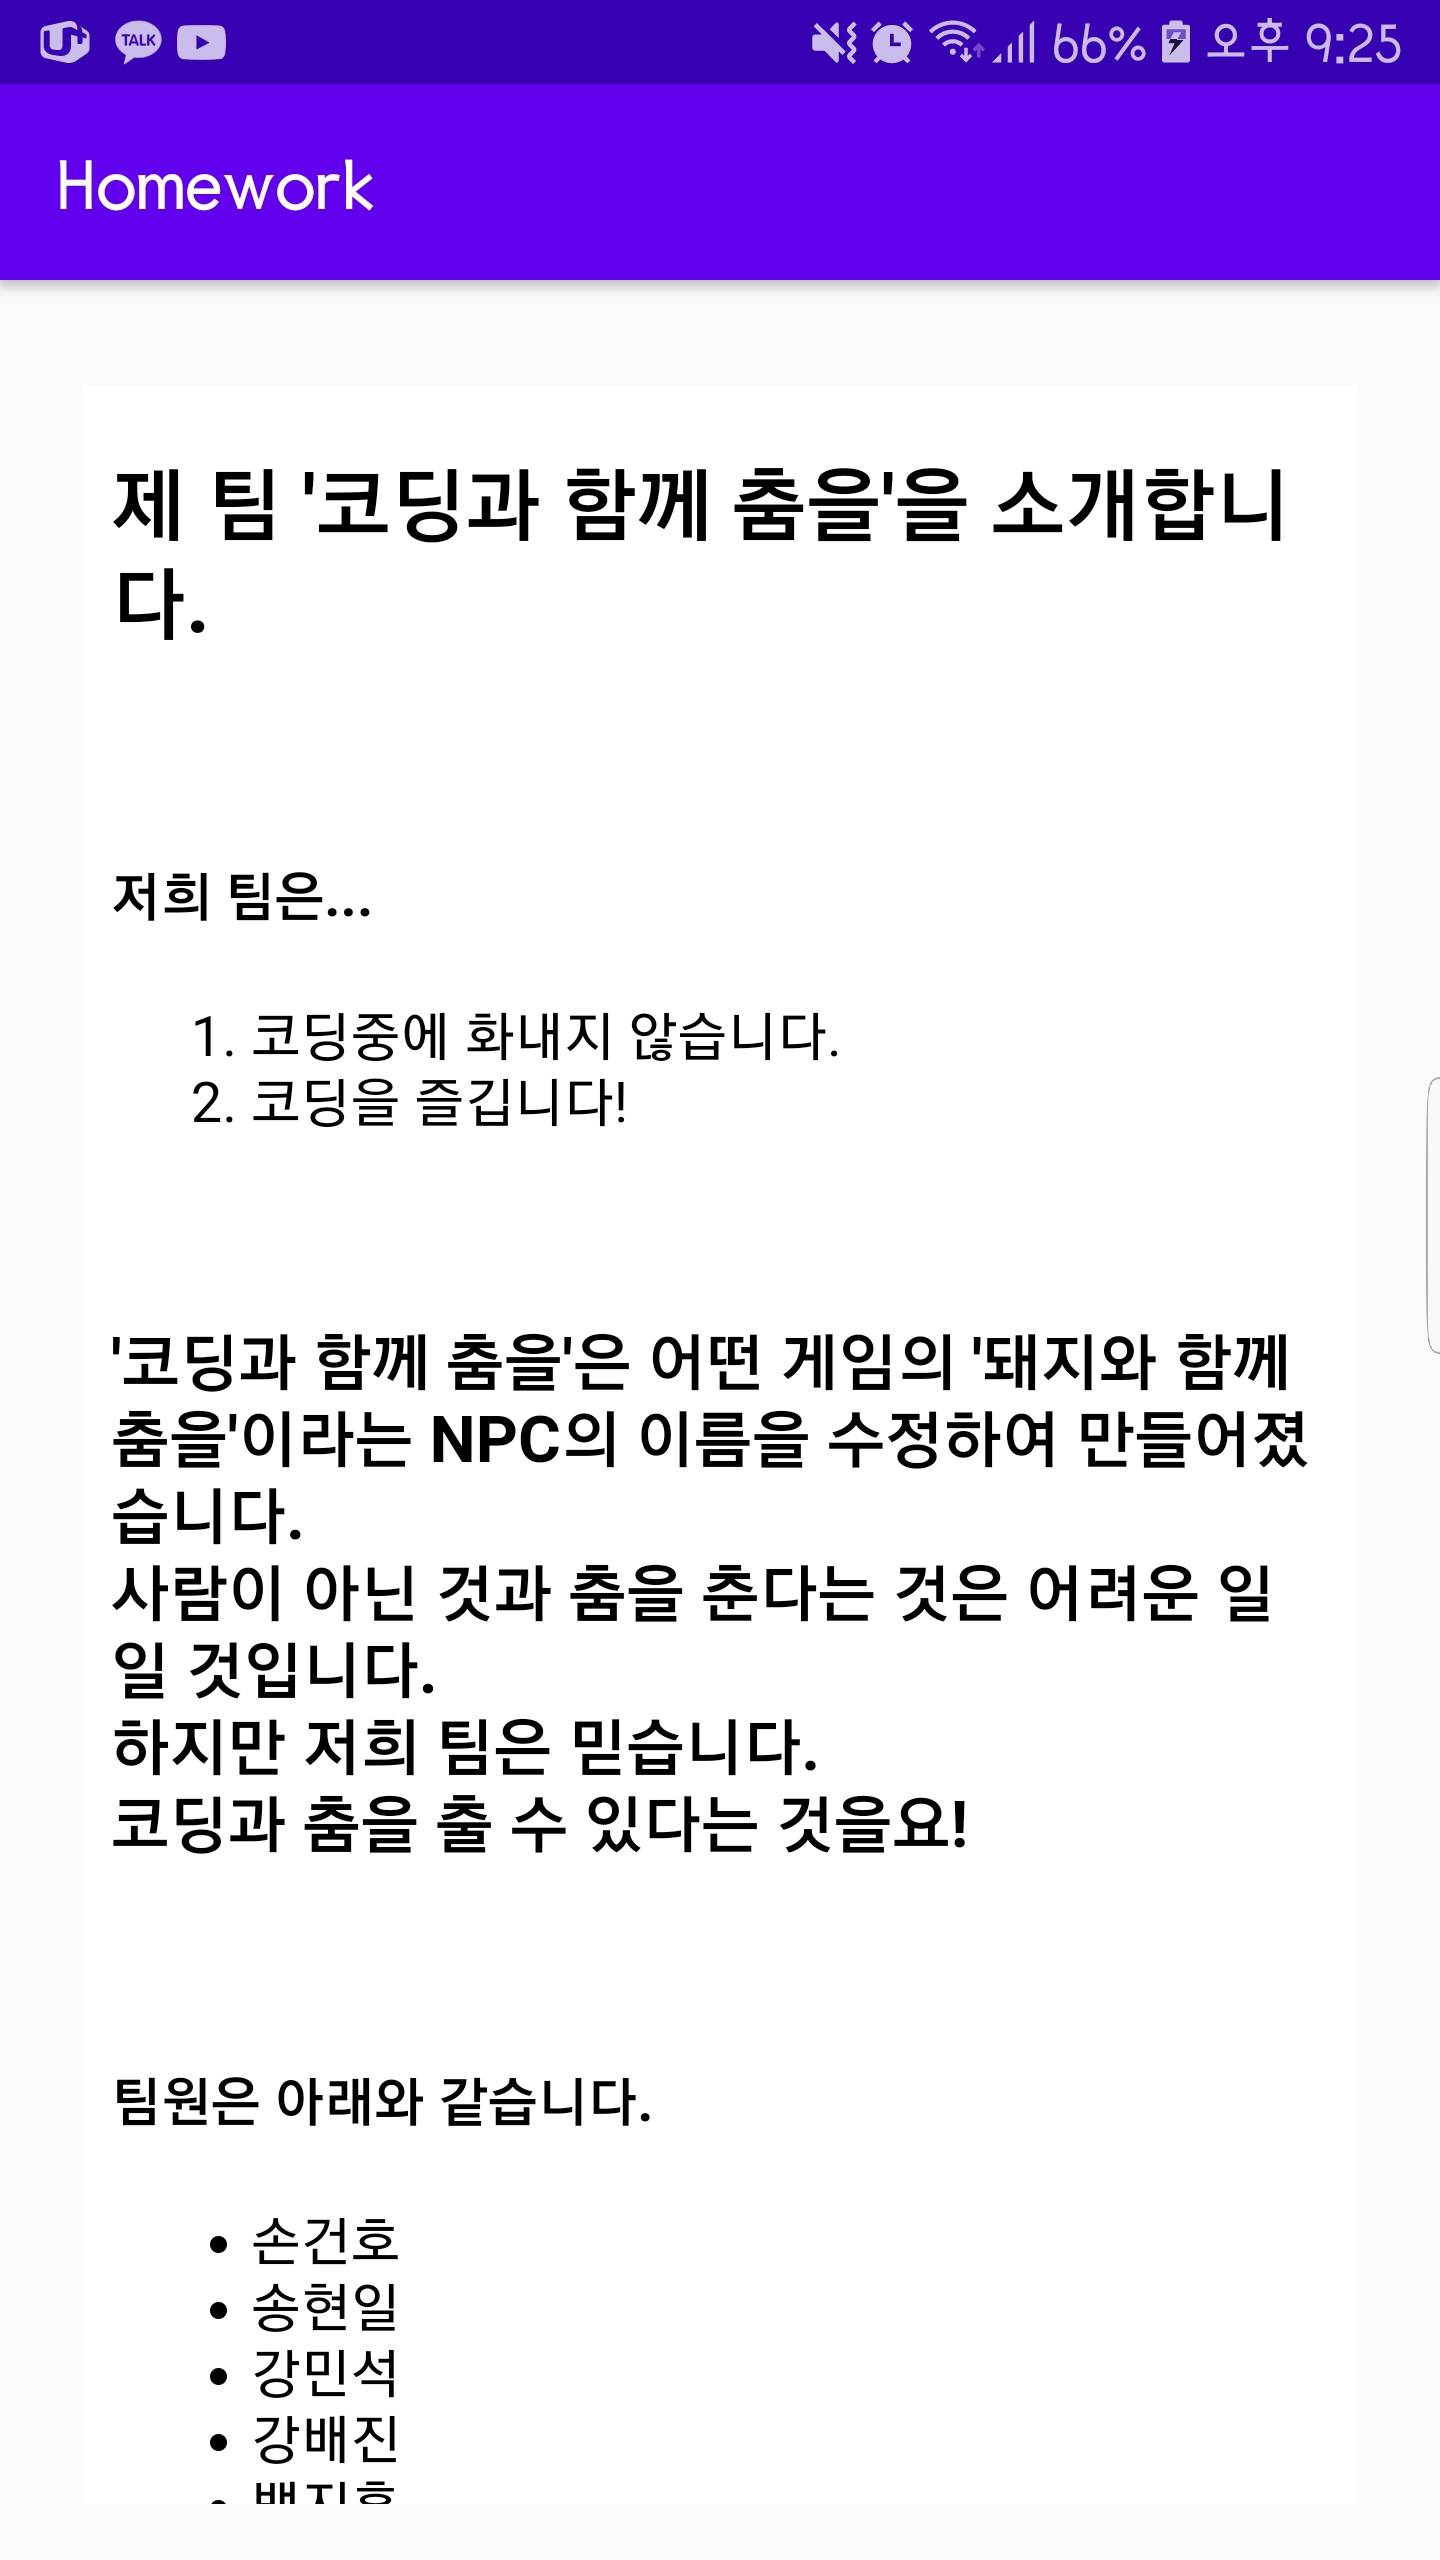 TALK 66% 오후 9:25
Homework
제 팀 '코딩과 함께 춤을'을 소개합니
다.
저희 팀은...
1. 코딩중에 화내지 않습니다.
2. 코딩을 즐깁니다!
'코딩과 함께 춤을'은 어떤 게임의 '돼지와 함께
춤을'이라는 NPC의 이름을 수정하여 만들어졌
습니다.
사람이 아닌 것과 춤을 춘다는 것은 어려운 일
일 것입니다.
하지만 저희 팀은 믿습니다.
코딩과 춤을 출 수 있다는 것을요!
팀원은 아래와 같습니다.
• 손건호
• 송현일
• 강민석
• 강배진